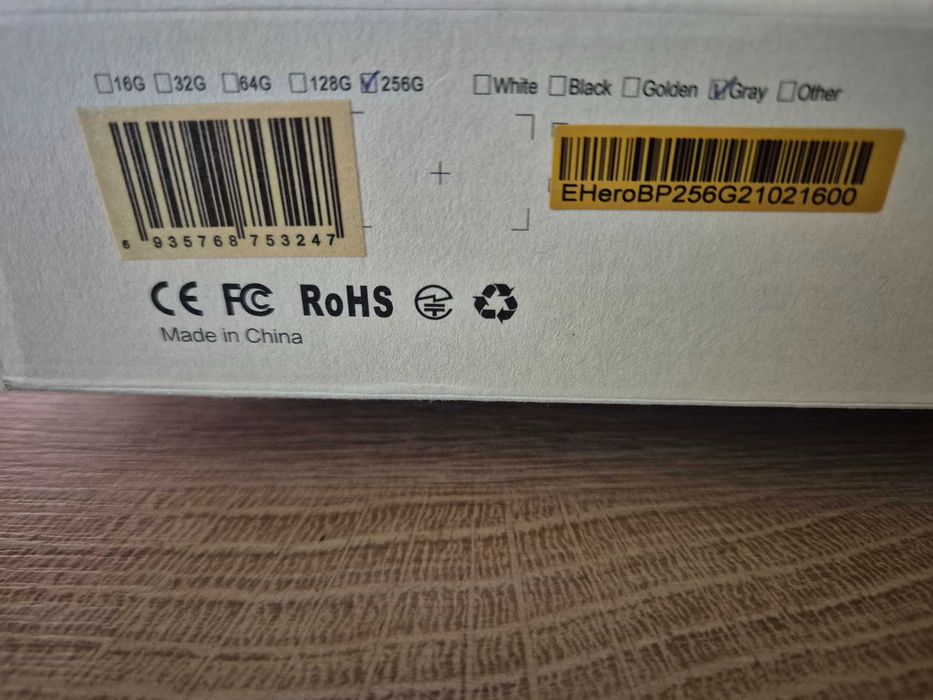 16G 32G 64G 128G 256G White Black Golden Gray Other
EHeroBP256G21021600
6 935768 753247
CE FC RoHS
Made in China